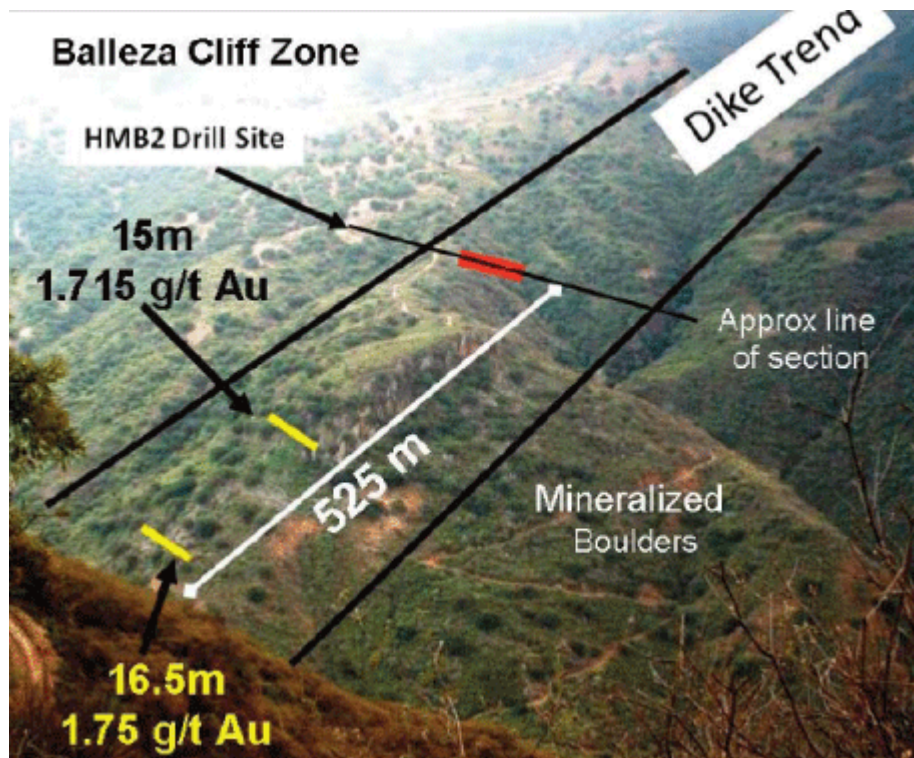 Balleza Cliff Zone
Dike Trend
HMB2 Drill Site
15m
1.715 g/t Au
Approx line
of section
525 m
Mineralized
Boulders
16.5m
1.75 g/t Au